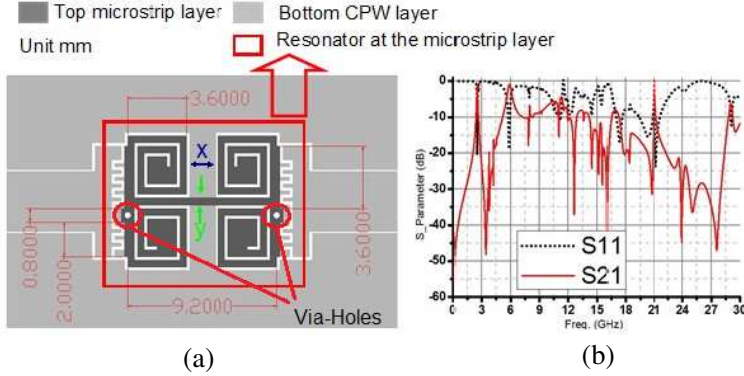 Top microstrip layer
Bottom CPW layer
Unit mm
Resonator at the microstrip layer
3.6000
X
y
0.8000
2.0000
3.6000
9.2000
Via-Holes
(a)
0
-10
-20
-30
-40
-50
-60
S_Parameter (dB)
S11
S21
0 3 6 9 12 15 18 21 24 27 30
Freq. (GHz)
(b)